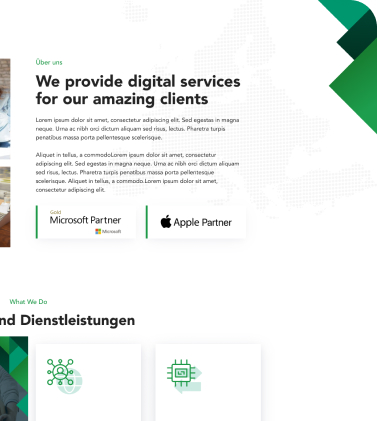 Über uns
We provide digital services
for our amazing clients
Lorem ipsum dolor sit amet, consectetur adipiscing elit. Sed egestas in magna
neque. Urna ac nibh orci dictum aliquam sed risus, lectus. Pharetra turpis
penatibus massa porta pellentesque scelerisque.
Aliquet in tellus, a commodo.Lorem ipsum dolor sit amet, consectetur
adipiscing elit. Sed egestas in magna neque. Urna ac nibh orci dictum aliquam
sed risus, lectus. Pharetra turpis penatibus massa porta pellentesque
scelerisque. Aliquet in tellus, a commodo.Lorem ipsum dolor sit amet,
consectetur adipiscing elit.
Gold
Microsoft Partner
Microsoft
Apple Partner
What We Do
nd Dienstleistungen